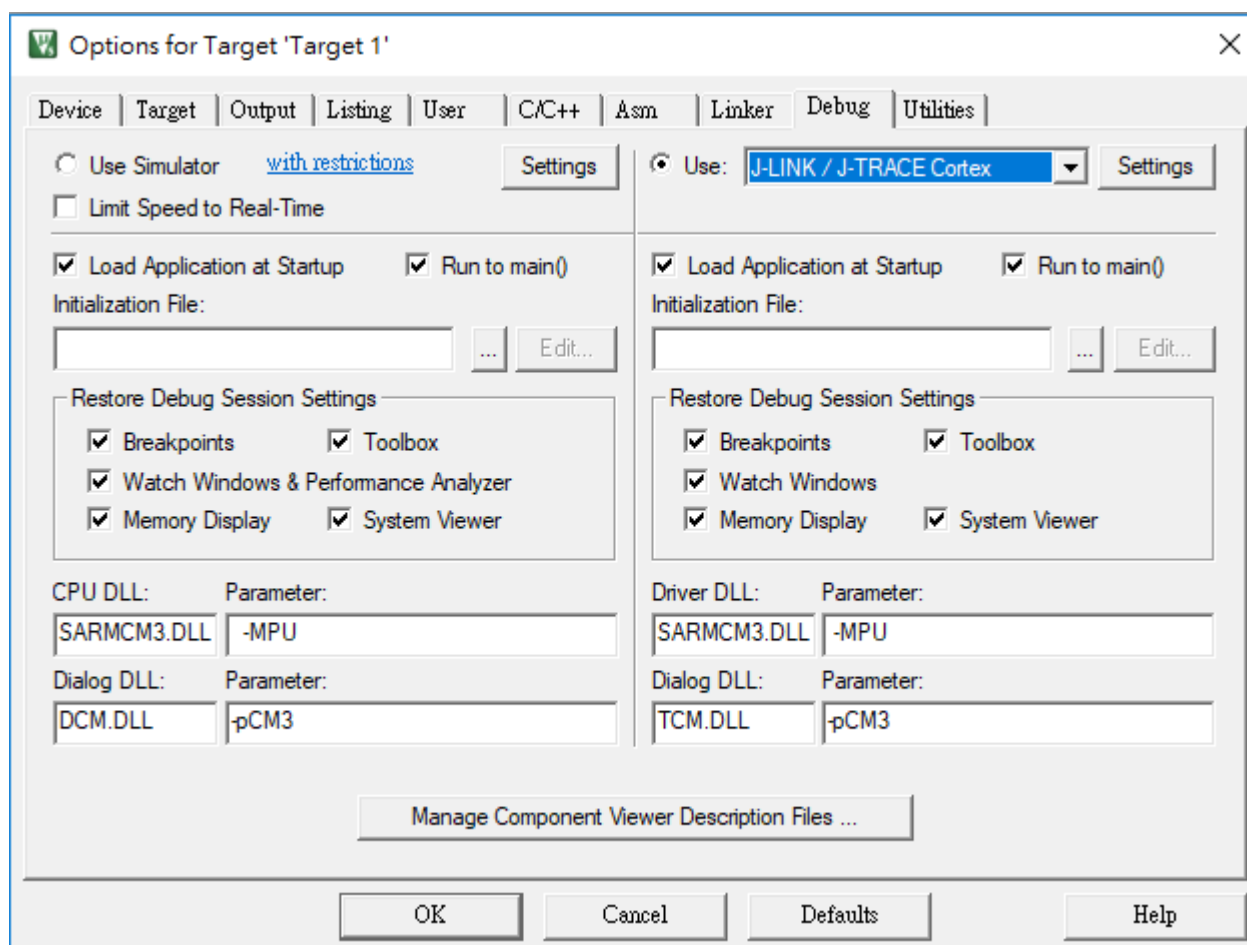 Options for Target 'Target 1'
Device Target Output Listing User C/C++ Asm Linker Debug Utilities
Use Simulator with restrictions Settings
Limit Speed to Real-Time
Load Application at Startup Run to main()
Initialization File:
... Edit...
Restore Debug Session Settings
Breakpoints Toolbox
Watch Windows & Performance Analyzer
Memory Display System Viewer
CPU DLL: Parameter:
SARMCM3.DLL -MPU
Dialog DLL: Parameter:
DCM.DLL -pCM3
Use: J-LINK / J-TRACE Cortex Settings
Load Application at Startup Run to main()
Initialization File:
... Edit...
Restore Debug Session Settings
Breakpoints Toolbox
Watch Windows
Memory Display System Viewer
Driver DLL: Parameter:
SARMCM3.DLL -MPU
Dialog DLL: Parameter:
TCM.DLL -pCM3
Manage Component Viewer Description Files ...
OK Cancel Defaults Help